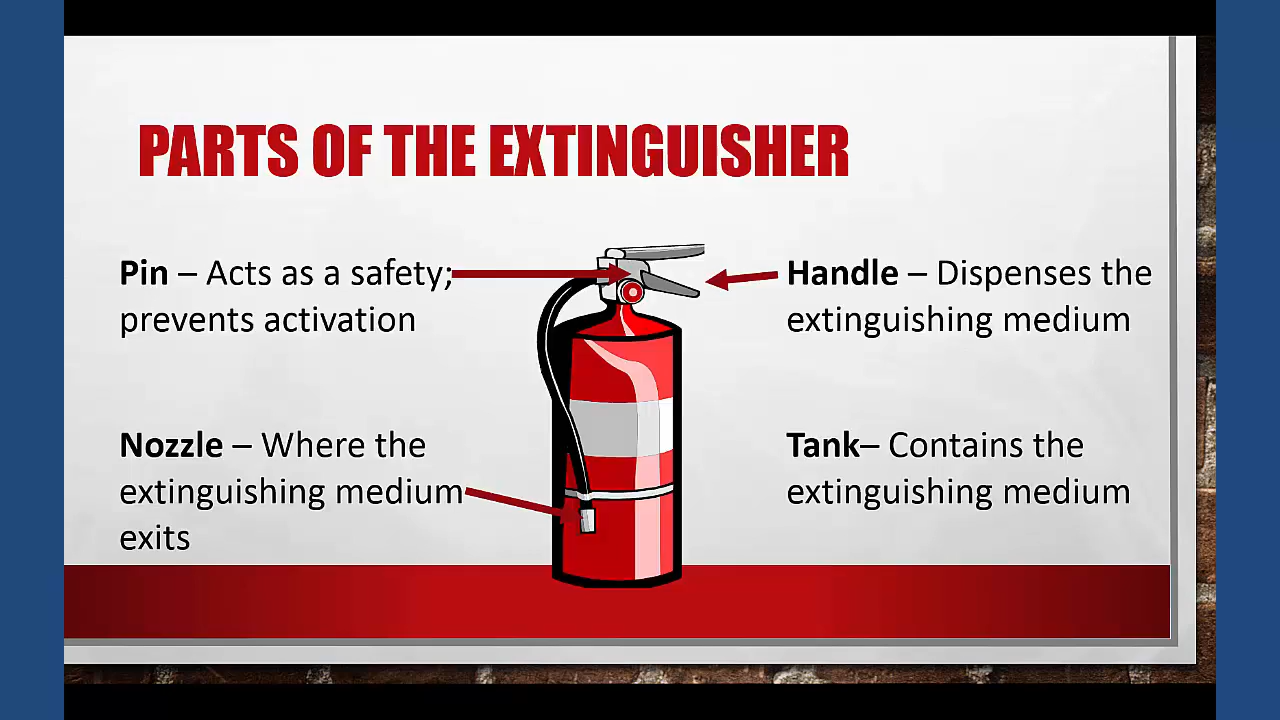 PARTS OF THE EXTINGUISHER
Pin – Acts as a safety;
prevents activation
Handle – Dispenses the
extinguishing medium
Nozzle – Where the
extinguishing medium
exits
Tank– Contains the
extinguishing medium